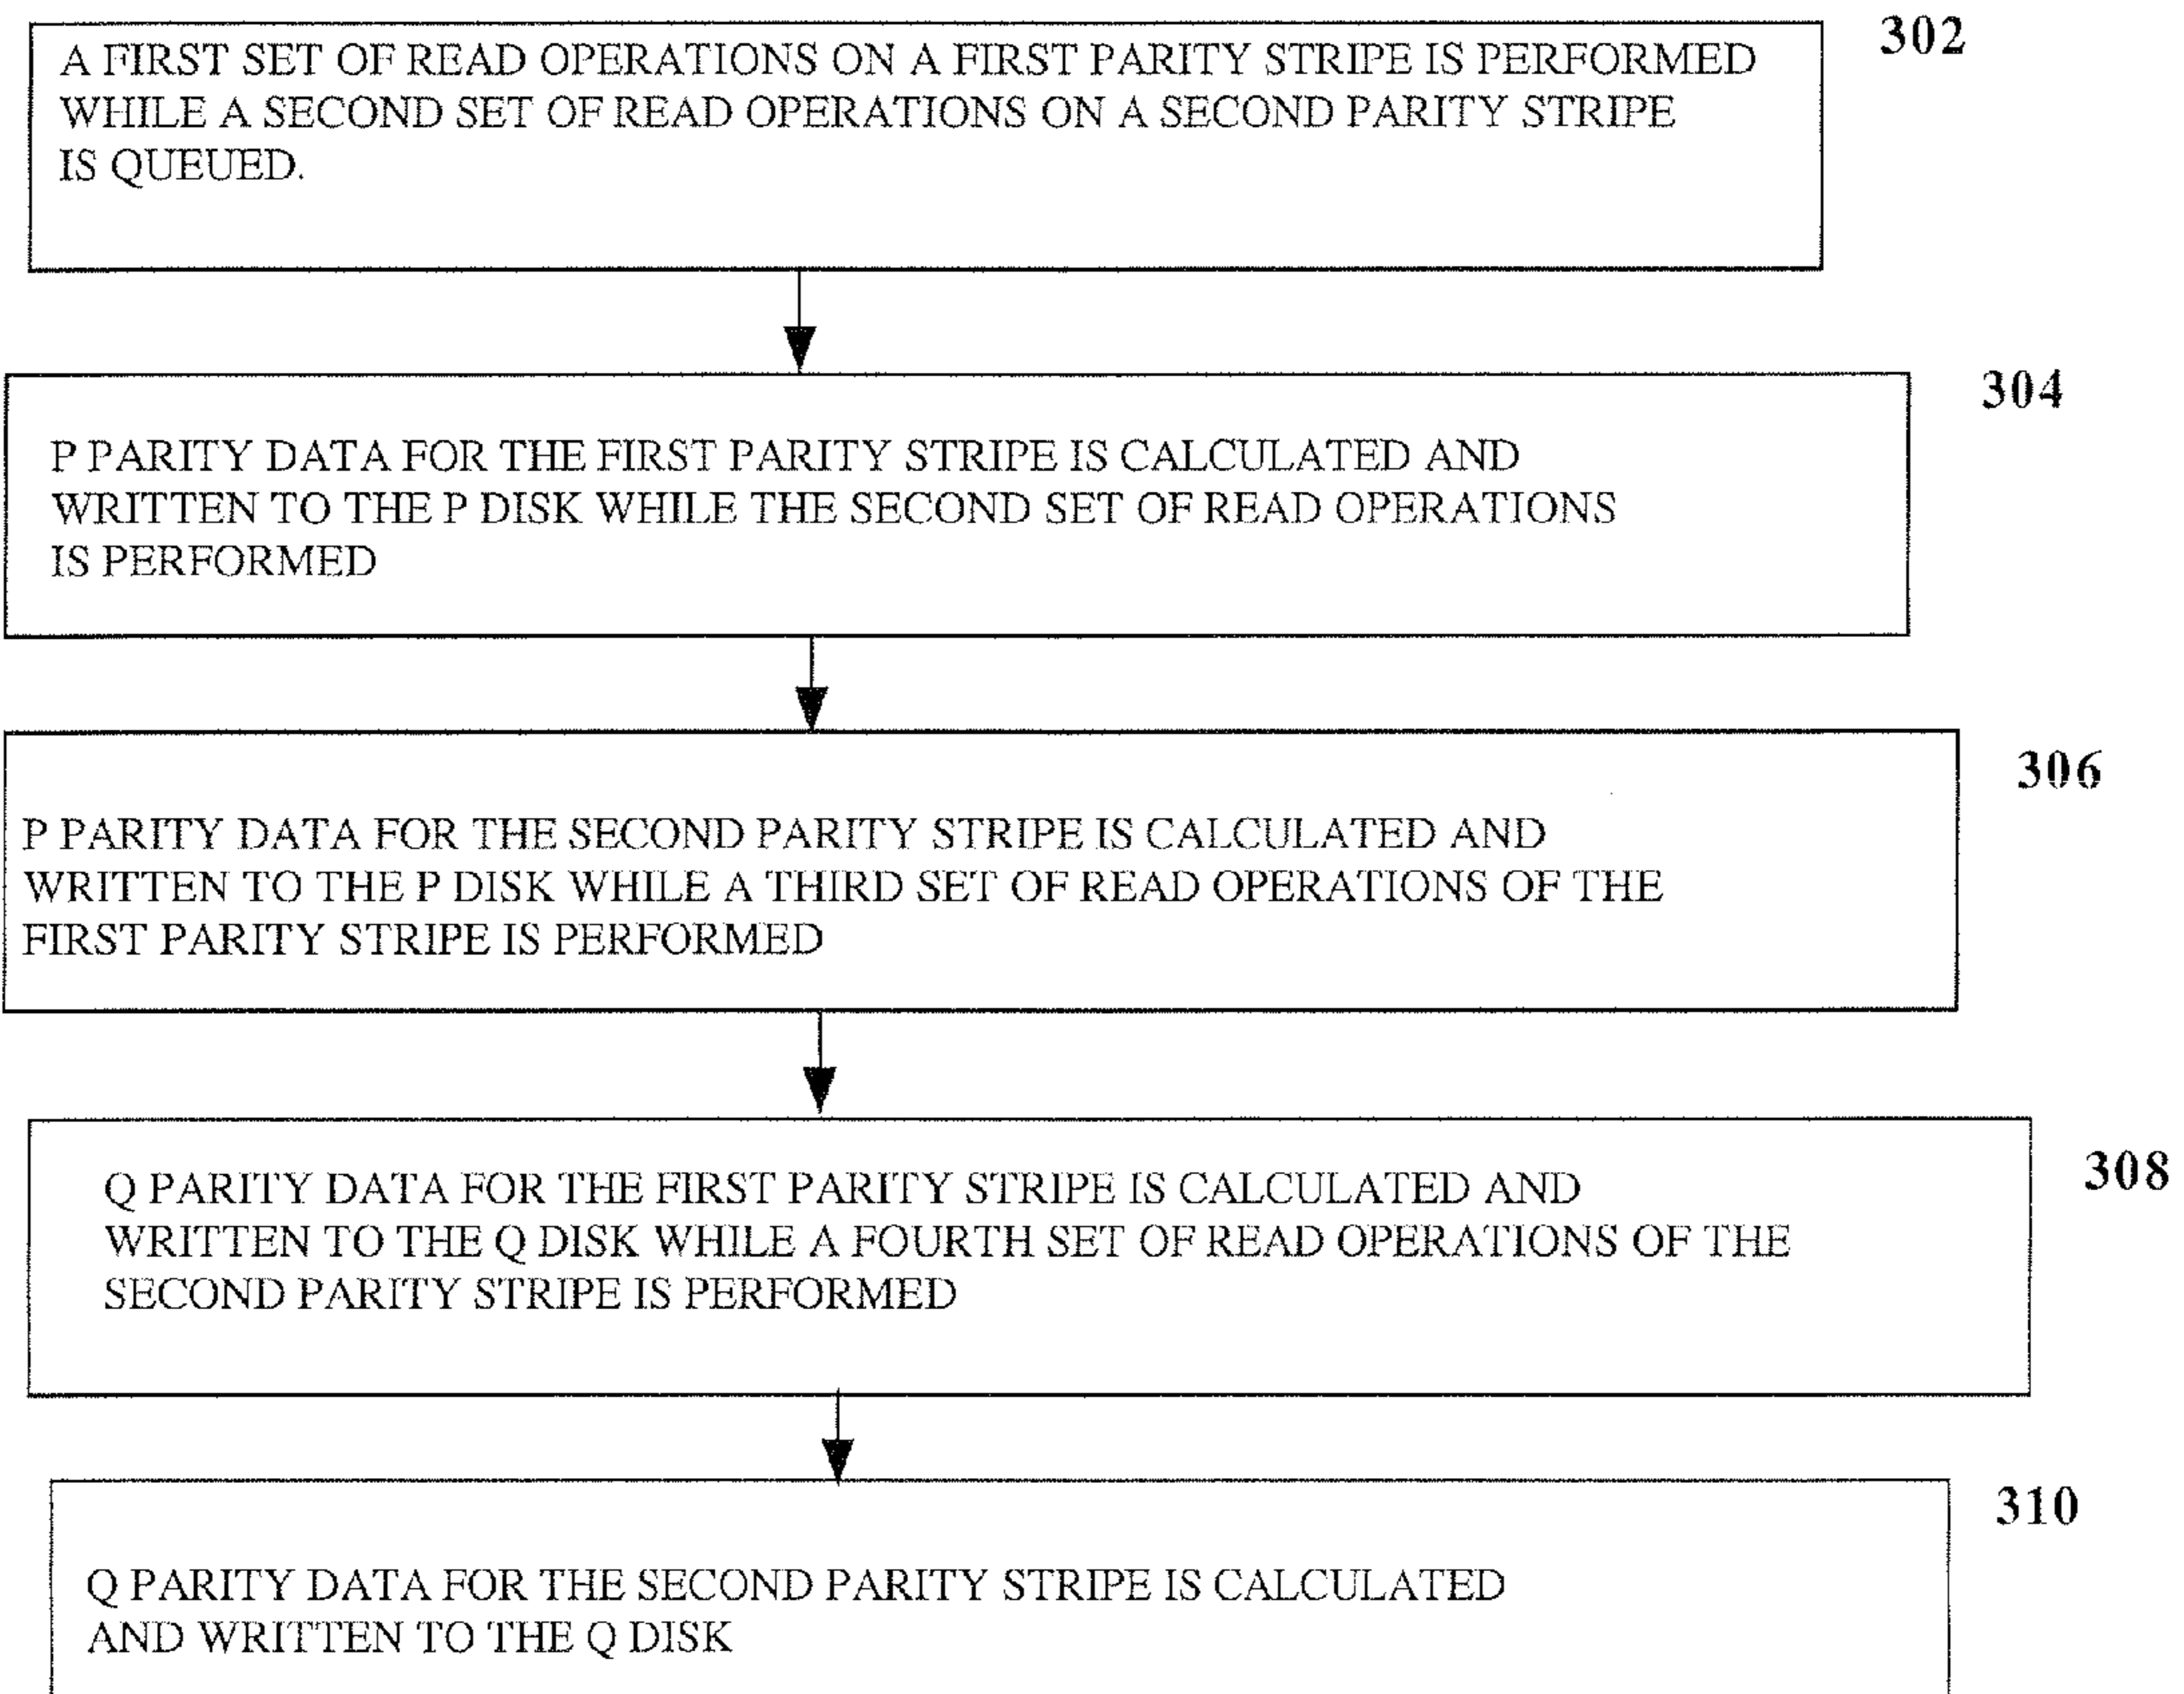 302
A FIRST SET OF READ OPERATIONS ON A FIRST PARITY STRIPE IS PERFORMED
WHILE A SECOND SET OF READ OPERATIONS ON A SECOND PARITY STRIPE
IS QUEUED.
304
P PARITY DATA FOR THE FIRST PARITY STRIPE IS CALCULATED AND
WRITTEN TO THE P DISK WHILE THE SECOND SET OF READ OPERATIONS
IS PERFORMED
306
P PARITY DATA FOR THE SECOND PARITY STRIPE IS CALCULATED AND
WRITTEN TO THE P DISK WHILE A THIRD SET OF READ OPERATIONS OF THE
FIRST PARITY STRIPE IS PERFORMED
308
Q PARITY DATA FOR THE FIRST PARITY STRIPE IS CALCULATED AND
WRITTEN TO THE Q DISK WHILE A FOURTH SET OF READ OPERATIONS OF THE
SECOND PARITY STRIPE IS PERFORMED
310
Q PARITY DATA FOR THE SECOND PARITY STRIPE IS CALCULATED
AND WRITTEN TO THE Q DISK